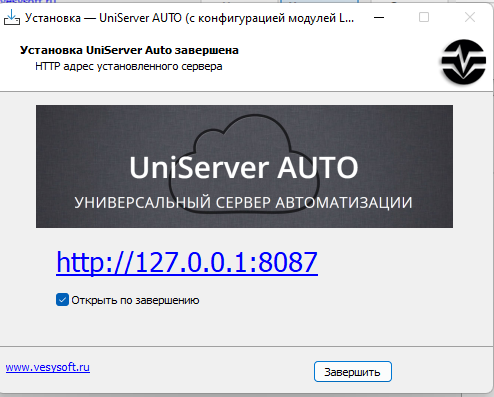 Установка — UniServer AUTO (с конфигурацией модулей L...
Установка UniServer Auto завершена
HTTP адрес установленного сервера
UniServer AUTO
УНИВЕРСАЛЬНЫЙ СЕРВЕР АВТОМАТИЗАЦИИ
http://127.0.0.1:8087
Открыть по завершению
www.vesysoft.ru
Завершить